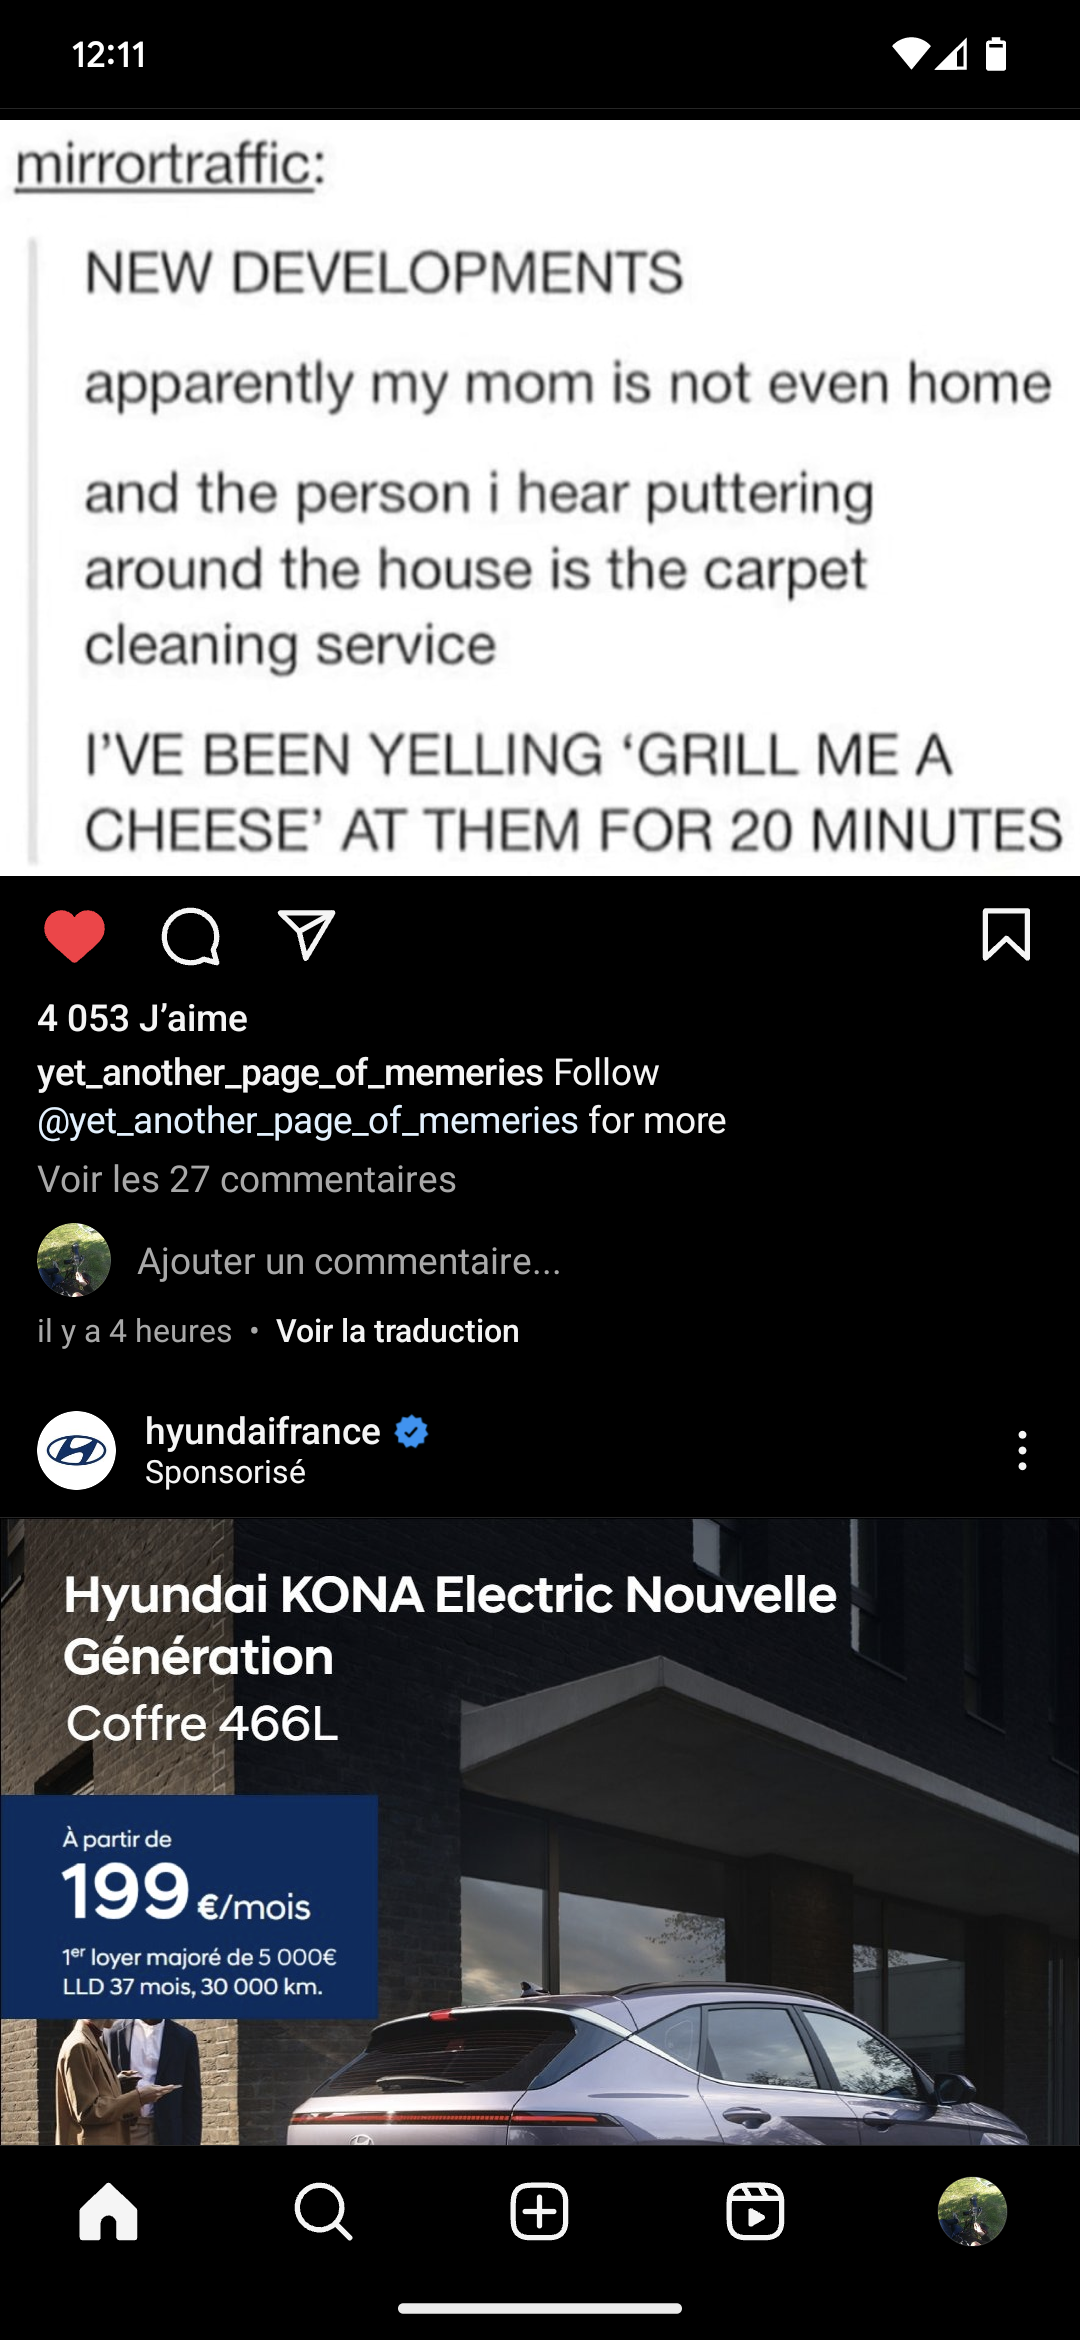 12:11
mirrortraffic:
NEW DEVELOPMENTS
apparently my mom is not even home
and the person i hear puttering
around the house is the carpet
cleaning service
I'VE BEEN YELLING ‘GRILL ME A
CHEESE’ AT THEM FOR 20 MINUTES
4 053 J’aime
yet_another_page_of_memeries Follow
@yet_another_page_of_memeries for more
Voir les 27 commentaires
Ajouter un commentaire...
il y a 4 heures • Voir la traduction
hyundaifrance
Sponsorisé
Hyundai KONA Electric Nouvelle
Génération
Coffre 466L
À partir de
199 €/mois
1er loyer majoré de 5 000€
LLD 37 mois, 30 000 km.